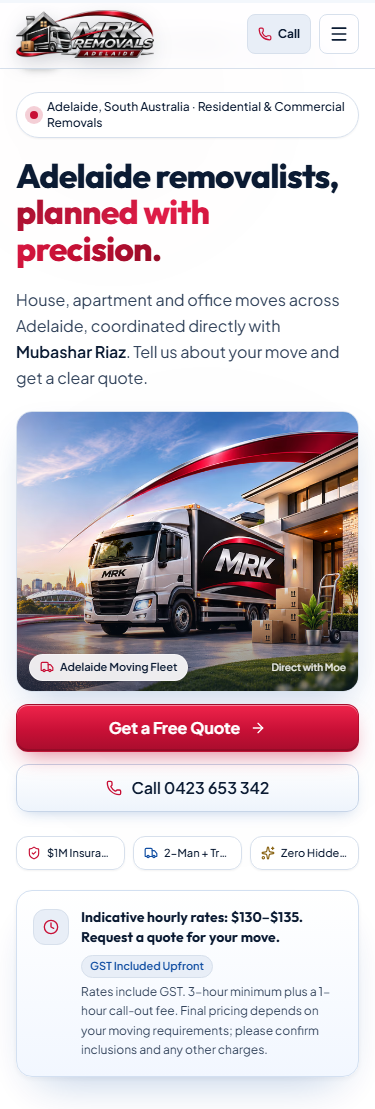 MRK
REMOVALS
ADELAIDE
Call
Adelaide, South Australia · Residential & Commercial
Removals
Adelaide removalists,
planned with
precision.
House, apartment and office moves across
Adelaide, coordinated directly with
Mubashar Riaz. Tell us about your move and
get a clear quote.
MRK
MRK
Adelaide Moving Fleet
Direct with Moe
Get a Free Quote
Call 0423 653 342
$1M Insura...
2-Man + Tr...
Zero Hidde...
Indicative hourly rates: $130–$135.
Request a quote for your move.
GST Included Upfront
Rates include GST. 3-hour minimum plus a 1-
hour call-out fee. Final pricing depends on
your moving requirements; please confirm
inclusions and any other charges.